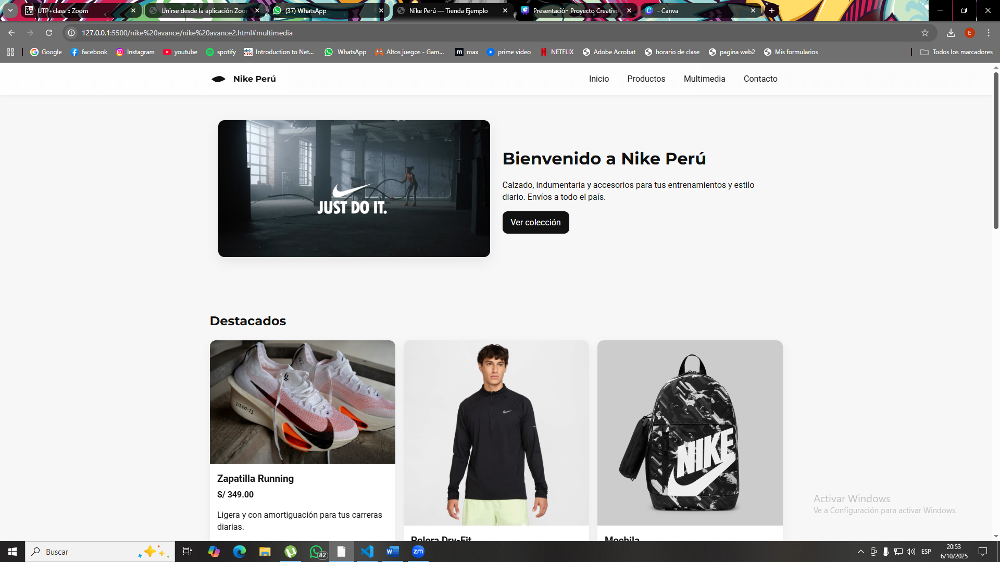 UTP+class :: Zoom
Unirse desde la aplicación Zoom
(37) WhatsApp
Nike Perú — Tienda Ejemplo
Presentación Proyecto Creativo
- Canva
127.0.0.1:5500/nike%20avance/nike%20avance2.html#multimedia
E
Google
facebook
Instagram
youtube
spotify
Introduction to Net...
WhatsApp
Altos juegos - Gam...
max
prime video
NETFLIX
Adobe Acrobat
horario de clase
pagina web2
Mis formularios
Todos los marcadores
Nike Perú
Inicio
Productos
Multimedia
Contacto
JUST DO IT.
Bienvenido a Nike Perú
Calzado, indumentaria y accesorios para tus entrenamientos y estilo
diario. Envíos a todo el país.
Ver colección
Destacados
21200-23
NIKE
Zapatilla Running
S/ 349.00
Ligera y con amortiguación para tus carreras
diarias.
Polera Dry-Fit
Mochila
Activar Windows
Ve a Configuración para activar Windows.
Buscar
82
zm
ESP
20:53
6/10/2025